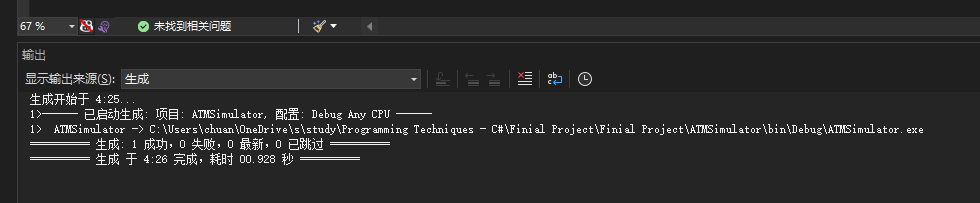 67 %
未找到相关问题
输出
显示输出来源(S): 生成
生成开始于 4:25...
1>------ 已启动生成: 项目: ATMSimulator, 配置: Debug Any CPU ------
1>  ATMSimulator -> C:\Users\chuan\OneDrive\s\study\Programming Techniques - C#\Finial Project\Finial Project\ATMSimulator\bin\Debug\ATMSimulator.exe
========== 生成: 1 成功，0 失败，0 最新，0 已跳过 ==========
========== 生成 于 4:26 完成，耗时 00.928 秒 ==========